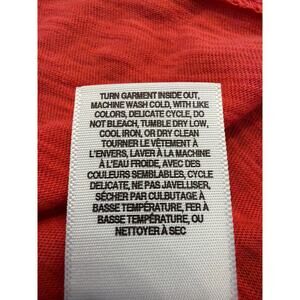 TURN GARMENT INSIDE OUT,
MACHINE WASH COLD, WITH LIKE
COLORS, DELICATE CYCLE, DO
NOT BLEACH, TUMBLE DRY LOW,
COOL IRON, OR DRY CLEAN
TOURNER LE VÊTEMENT À
L'ENVERS, LAVER À LA MACHINE
À L'EAU FROIDE, AVEC DES
COULEURS SEMBLABLES, CYCLE
DELICATE, NE PAS JAVELLISER,
SÉCHER PAR CULBUTAGE À
BASSE TEMPÉRATURE, FER À
BASSE TEMPÉRATURE, OU
NETTOYER À SEC